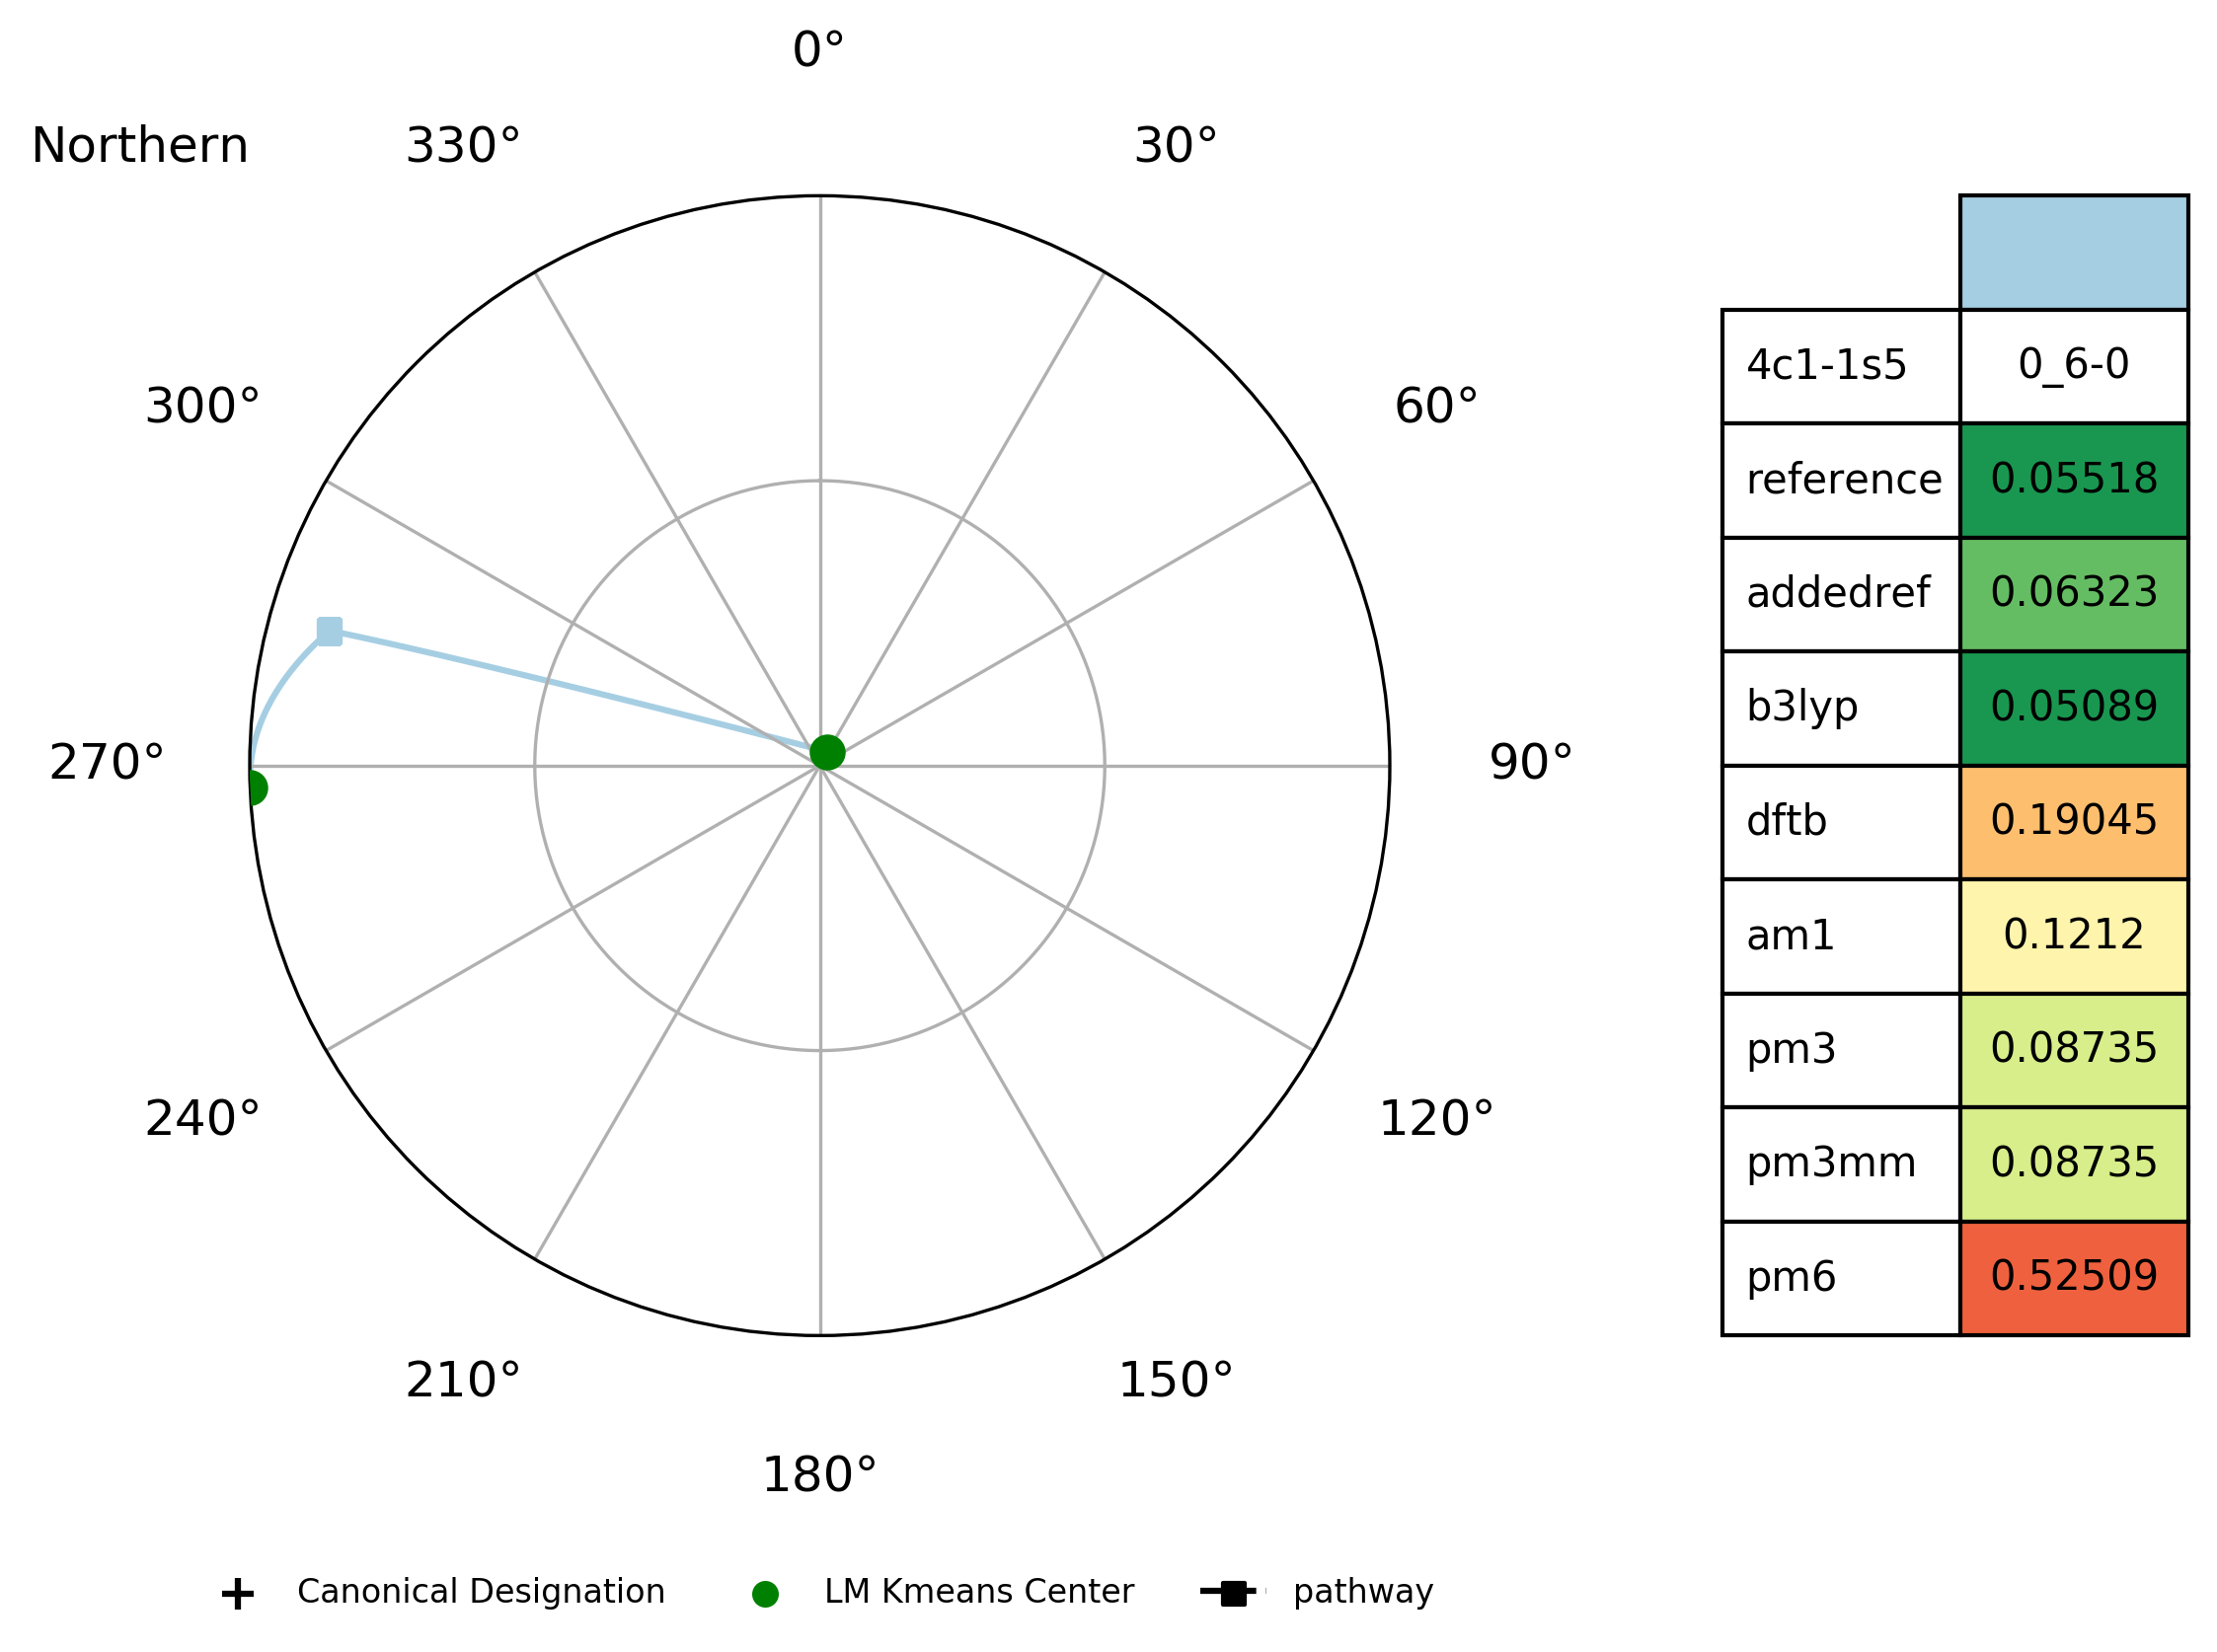 0°
Northern
330°
30°
300°
60°
270°
90°
240°
120°
210°
150°
180°
4c1-1s5 0_6-0
reference 0.05518
addedref 0.06323
b3lyp 0.05089
dftb 0.19045
am1 0.1212
pm3 0.08735
pm3mm 0.08735
pm6 0.52509
Canonical Designation LM Kmeans Center pathway